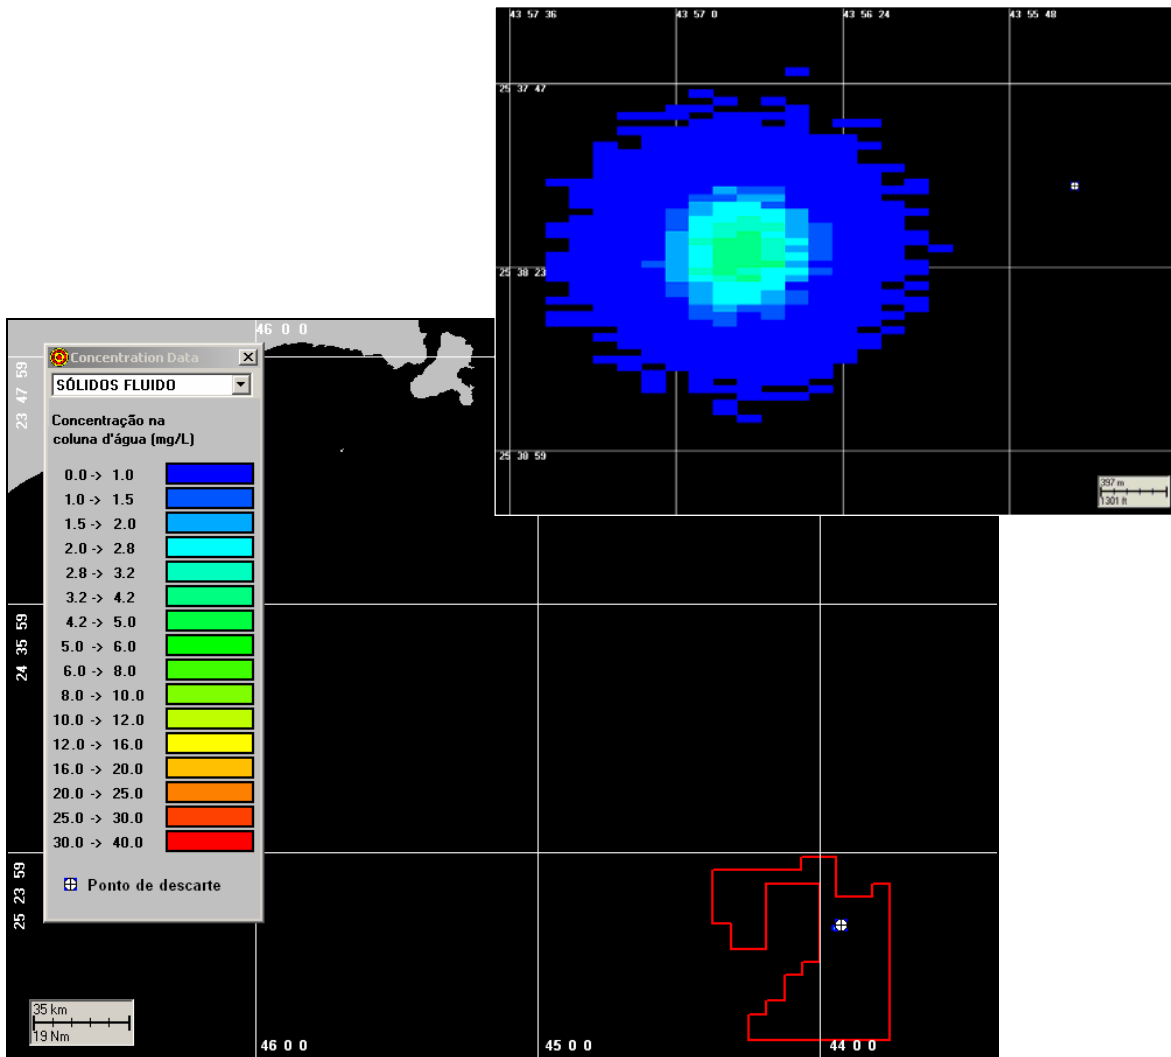 43 57 36
43 57 0
43 56 24
43 55 48
25 37 47
25 38 23
25 38 59
397 m
1301 ft
46 0 0
23 47 59
24 35 59
25 23 59
Concentration Data
SÓLIDOS FLUIDO
Concentração na
coluna d'água (mg/L)
0.0 -> 1.0
1.0 -> 1.5
1.5 -> 2.0
2.0 -> 2.8
2.8 -> 3.2
3.2 -> 4.2
4.2 -> 5.0
5.0 -> 6.0
6.0 -> 8.0
8.0 -> 10.0
10.0 -> 12.0
12.0 -> 16.0
16.0 -> 20.0
20.0 -> 25.0
25.0 -> 30.0
30.0 -> 40.0
Ponto de descarte
35 km
19 Nm
46 0 0
45 0 0
44 0 0